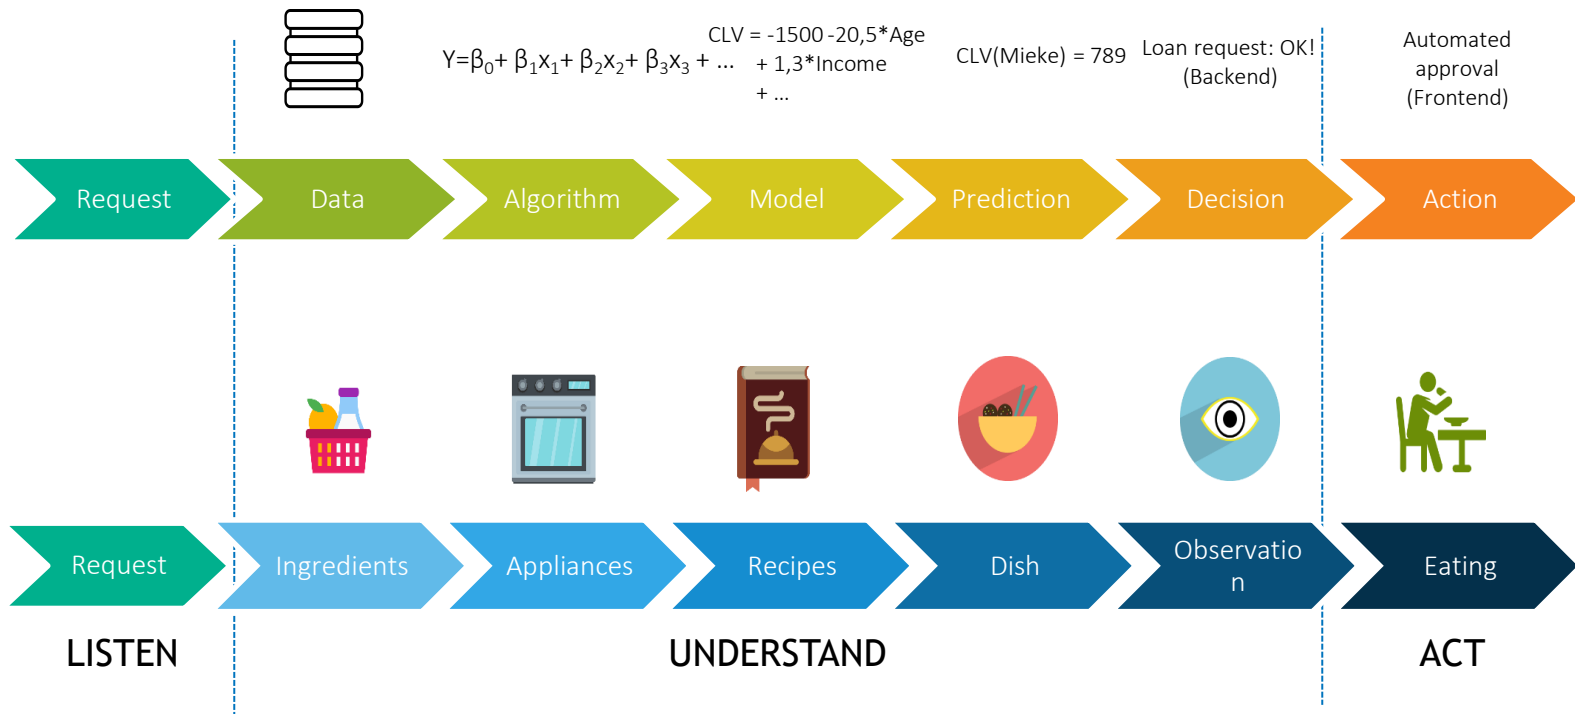 Y=β₀+ β₁x₁+ β₂x₂+ β₃x₃ + ...
CLV = -1500 -20,5*Age
+ 1,3*Income
+ ...
CLV(Mieke) = 789
Loan request: OK!
(Backend)
Automated
approval
(Frontend)
Request
Data
Algorithm
Model
Prediction
Decision
Action
Request
Ingredients
Appliances
Recipes
Dish
Observatio
n
Eating
LISTEN
UNDERSTAND
ACT